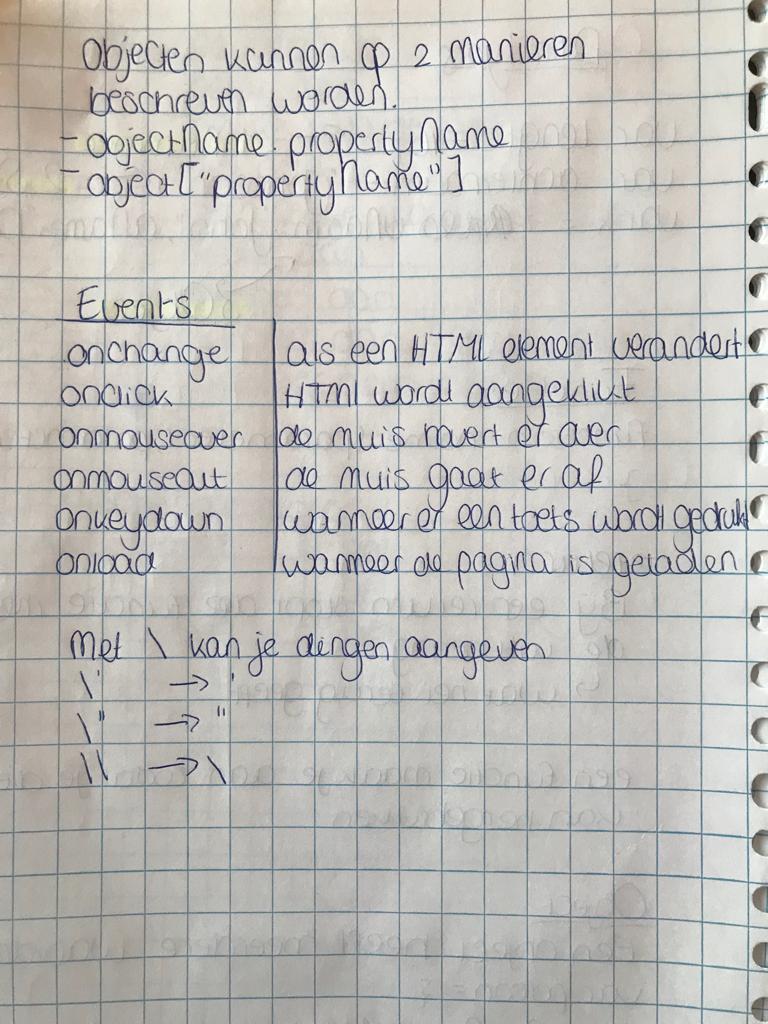 Objecten kunnen op 2 manieren
beschreven worden.
- objectName.propertyName
- object["propertyName"]
Events
onchange | als een HTML element verandert
onclick | HTML wordt aangeklikt
onmouseover | de muis hovert er over
onmouseout | de muis gaat er af
onkeydown | wanneer er een toets wordt gedrukt
onload | wanneer de pagina is geladen
Met \ kan je dingen aangeven
\' → '
\" → "
\\ → \